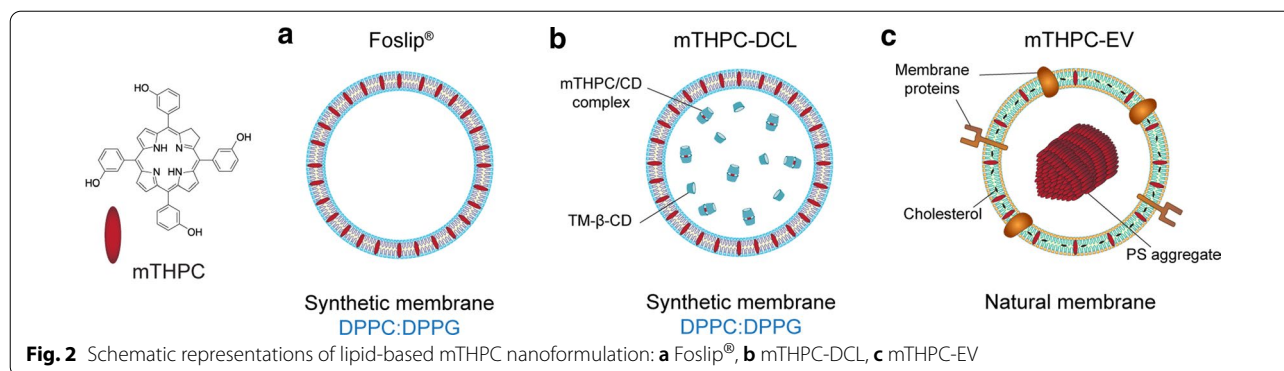 a
Foslip®
b
mTHPC-DCL
c
mTHPC-EV
HO
OH
NH
N
N
HN
HO
OH
mTHPC
mTHPC/CD
complex
TM-β-CD
Membrane
proteins
Cholesterol
PS aggregate
Synthetic membrane
DPPC:DPPG
Synthetic membrane
DPPC:DPPG
Natural membrane
Fig. 2 Schematic representations of lipid-based mTHPC nanoformulation: a Foslip®, b mTHPC-DCL, c mTHPC-EV